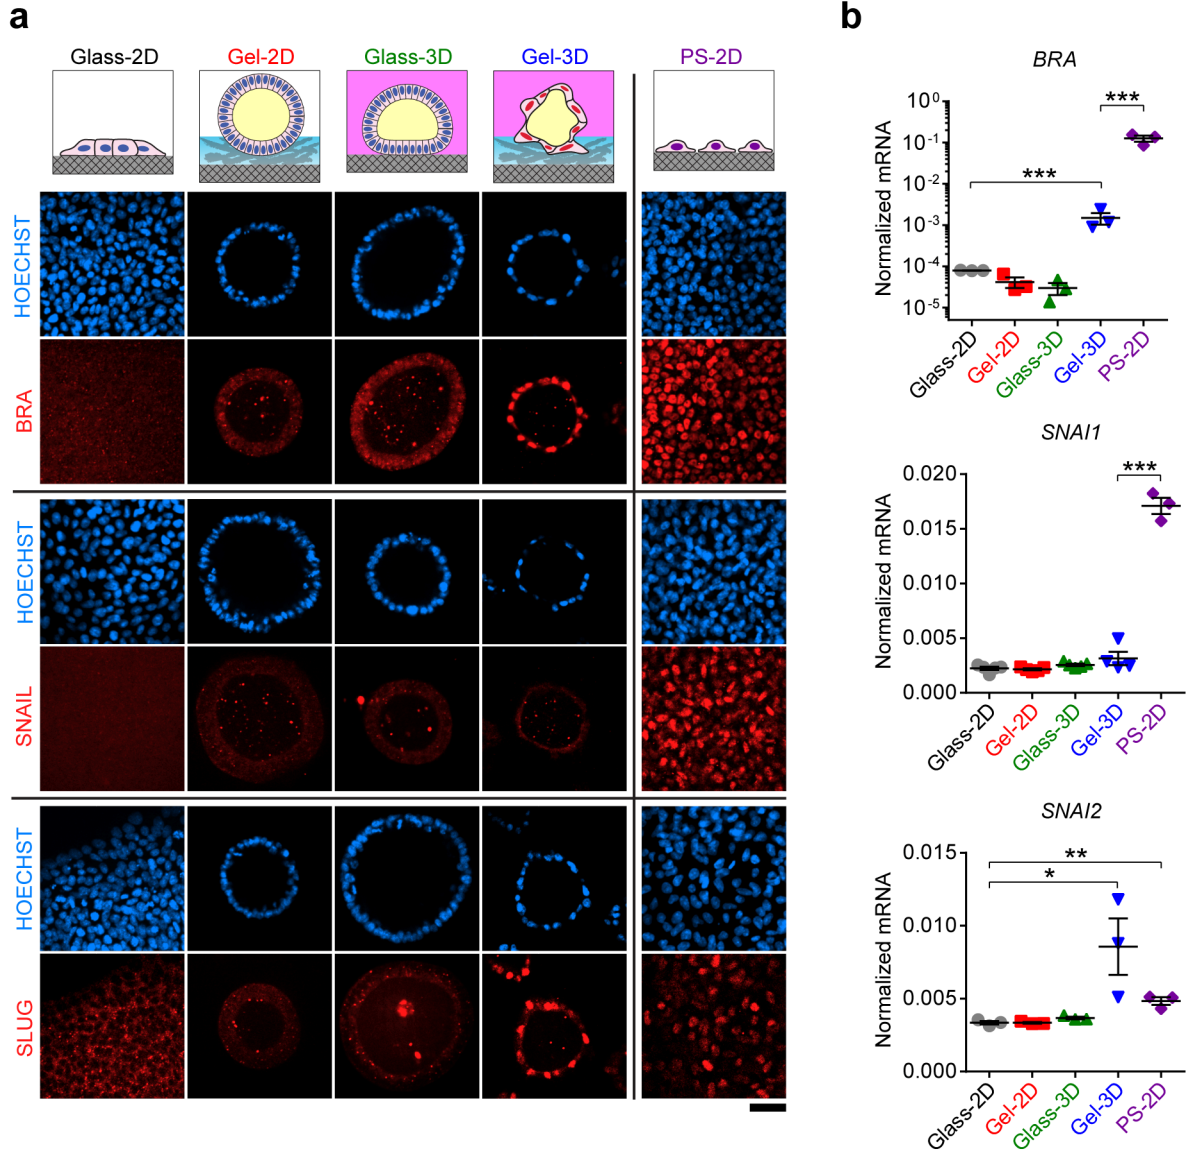 a
Glass-2D Gel-2D Glass-3D Gel-3D PS-2D
HOECHST
BRA
HOECHST
SNAIL
HOECHST
SLUG
b
BRA
***
***
Normalized mRNA
10⁰
10⁻¹
10⁻²
10⁻³
10⁻⁴
10⁻⁵
Glass-2D Gel-2D Glass-3D Gel-3D PS-2D
SNAI1
***
Normalized mRNA
0.020
0.015
0.010
0.005
0.000
Glass-2D Gel-2D Glass-3D Gel-3D PS-2D
SNAI2
**
*
Normalized mRNA
0.015
0.010
0.005
0.000
Glass-2D Gel-2D Glass-3D Gel-3D PS-2D